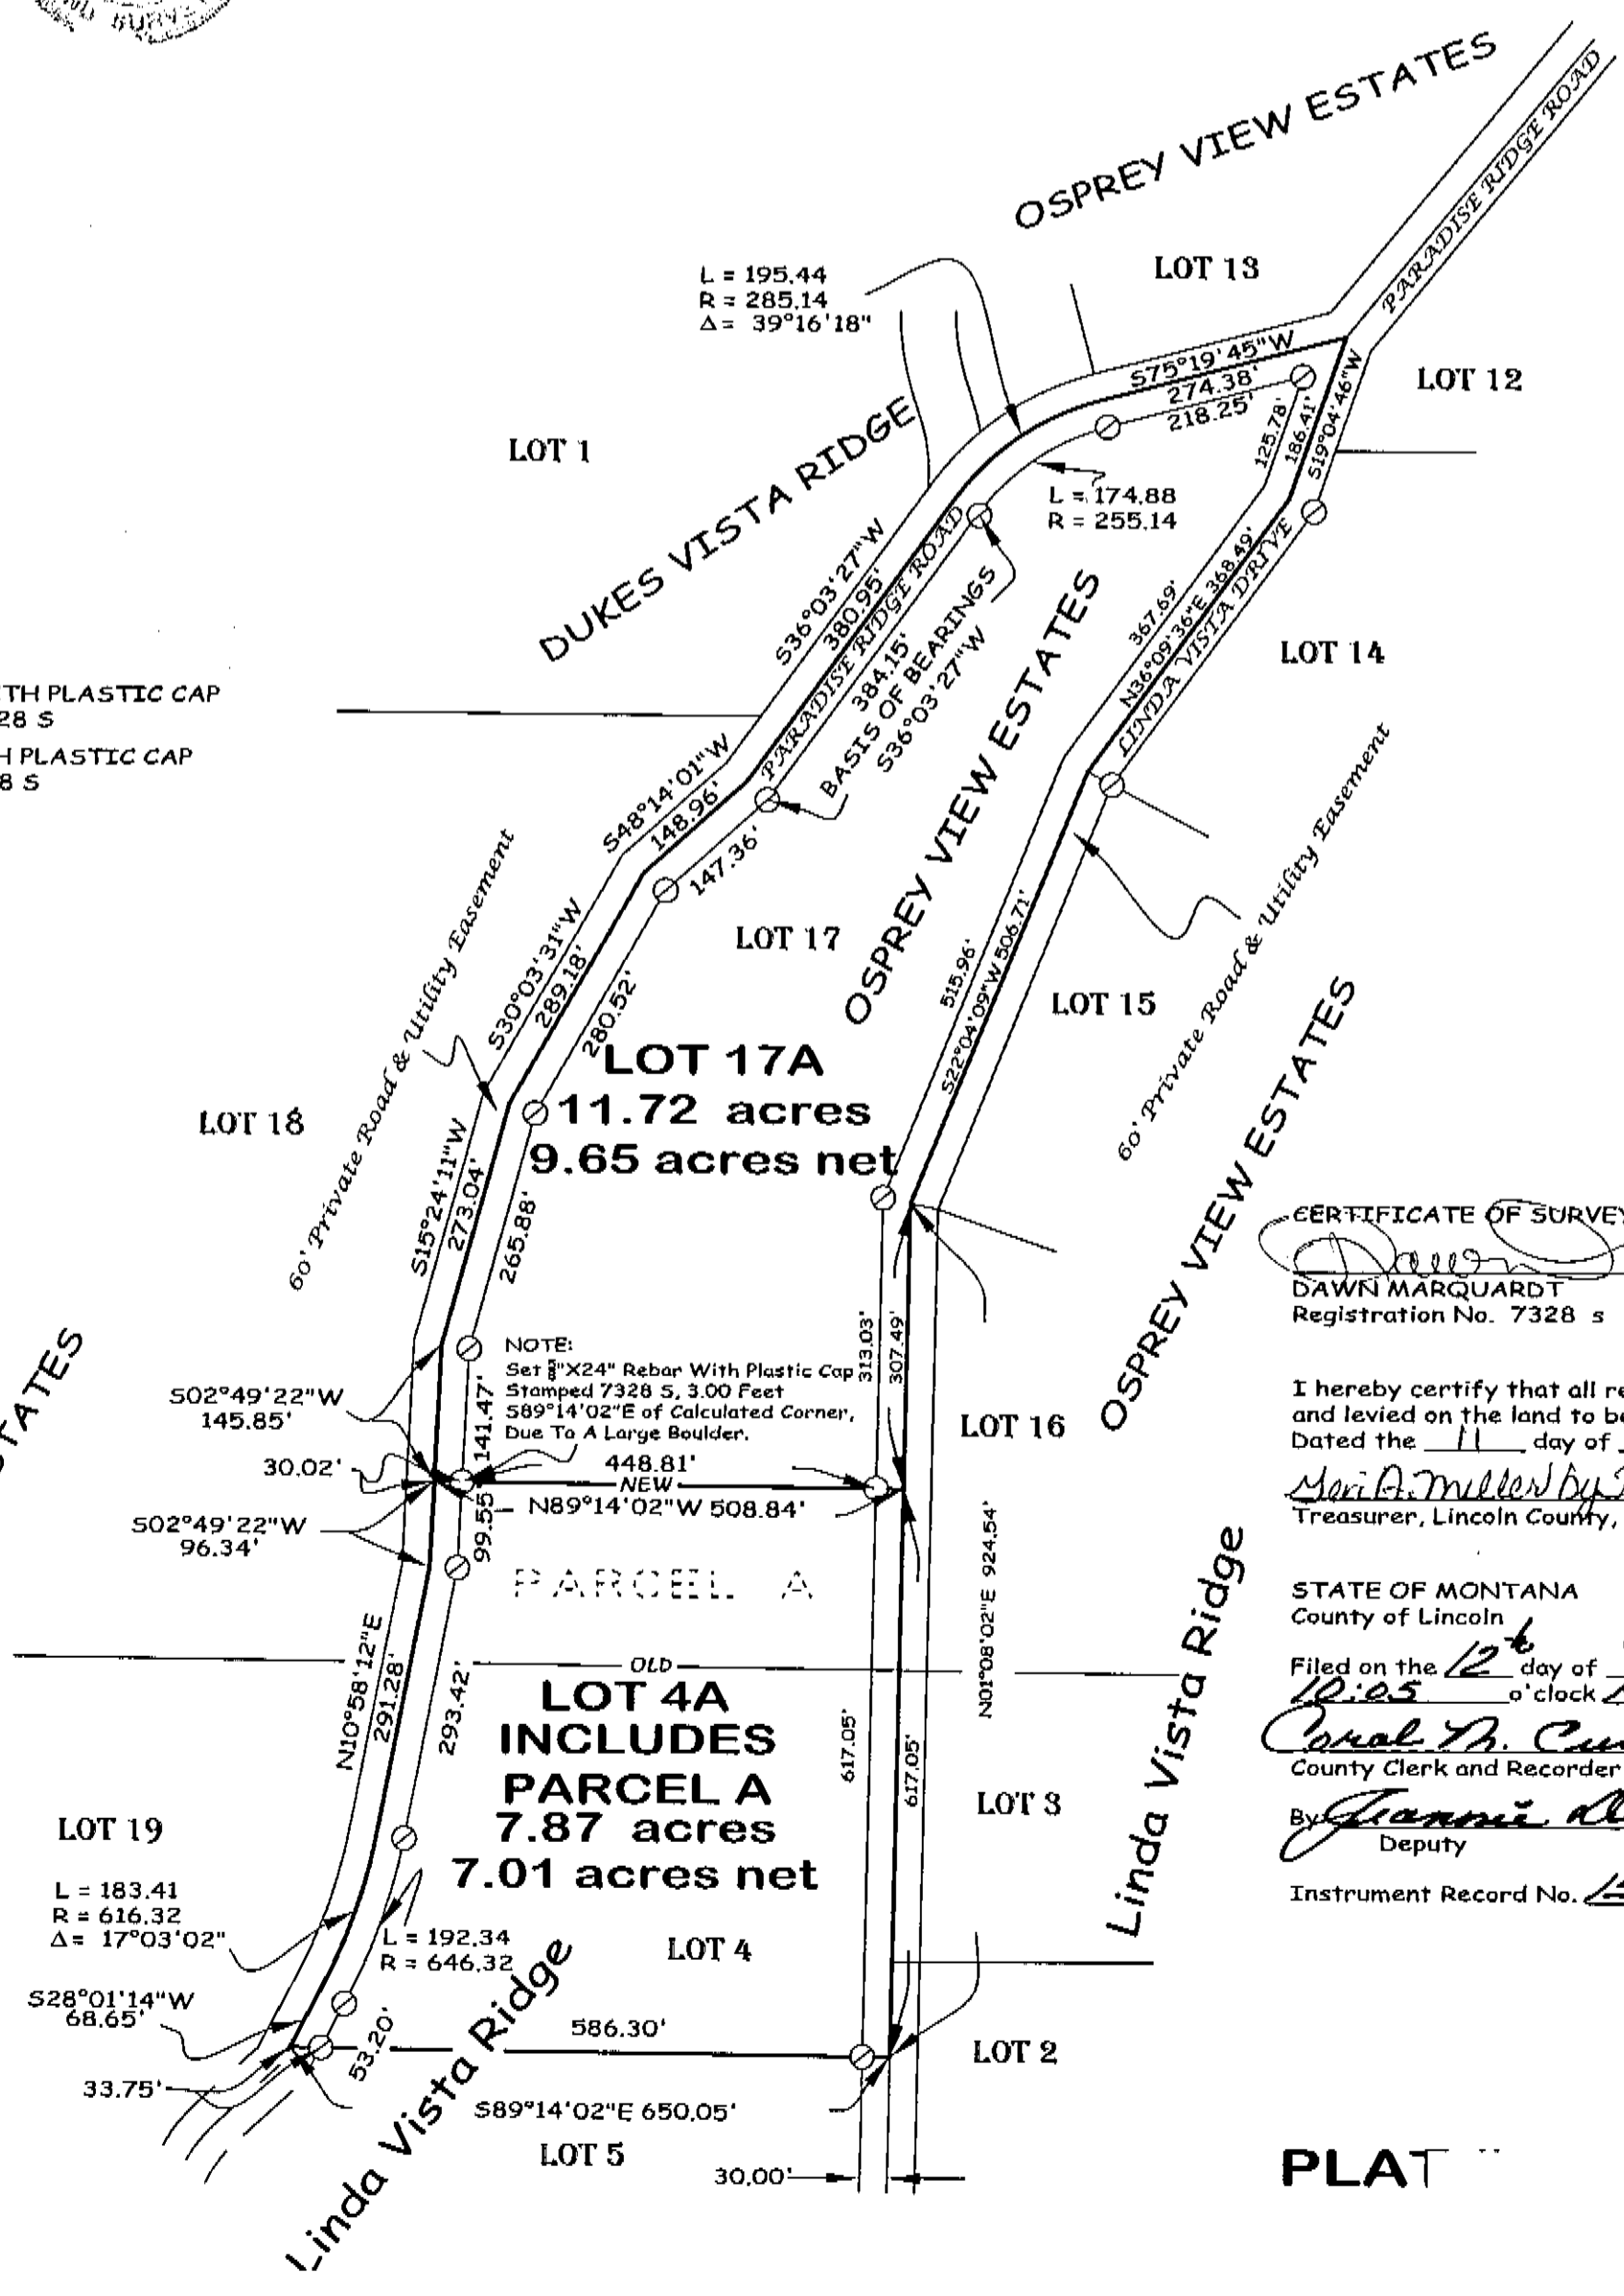 OSPREY VIEW ESTATES
PARADISE RIDGE ROAD
LOT 13
L = 195.44
R = 285.14
Δ = 39°16'18"
S75°19'45"W
274.38'
218.25'
LOT 12
125.78'
186.41'
S19°04'46"W
LOT 1
DUKES VISTA RIDGE
L = 174.88
R = 255.14
S36°03'27"W
380.95'
PARADISE RIDGE ROAD
384.15'
BASIS OF BEARINGS
S36°03'27"W
OSPREY VIEW ESTATES
367.69'
N36°09'36"E 368.49'
LINDA VISTA DRIVE
LOT 14
TH PLASTIC CAP
28 S
H PLASTIC CAP
8 S
S48°14'01"W
148.96'
147.36'
60' Private Road & Utility Easement
60' Private Road & Utility Easement
S30°03'31"W
289.18'
280.52'
LOT 17
515.96'
S22°04'09"W 506.71'
LOT 15
LOT 17A
11.72 acres
9.65 acres net
LOT 18
S15°24'11"W
273.04'
265.88'
OSPREY VIEW ESTATES
CERTIFICATE OF SURVEY
DAWN MARQUARDT
Registration No. 7328 s
TATES
NOTE:
Set "X24" Rebar With Plastic Cap
Stamped 7328 S, 3.00 Feet
S89°14'02"E of Calculated Corner,
Due To A Large Boulder.
313.03'
307.49'
S02°49'22"W
145.85'
141.47'
30.02'
448.81'
NEW
N89°14'02"W 508.84'
S02°49'22"W
96.34'
99.55
LOT 16
I hereby certify that all re
and levied on the land to be
Dated the 11 day of
Treasurer, Lincoln County,
PARCEL A
N01°08'02"E 924.54'
Linda Vista Ridge
STATE OF MONTANA
County of Lincoln
Filed on the 12th day of
10:05 o'clock
County Clerk and Recorder
By
Deputy
Instrument Record No.
OLD
N10°58'12"E
291.28'
293.42'
LOT 4A
INCLUDES
PARCEL A
7.87 acres
7.01 acres net
617.05'
617.05'
LOT 3
LOT 19
L = 183.41
R = 616.32
Δ = 17°03'02"
L = 192.34
R = 646.32
LOT 4
S28°01'14"W
68.65'
53.20'
586.30'
LOT 2
33.75'
S89°14'02"E 650.05'
Linda Vista Ridge
LOT 5
30.00'
PLAT